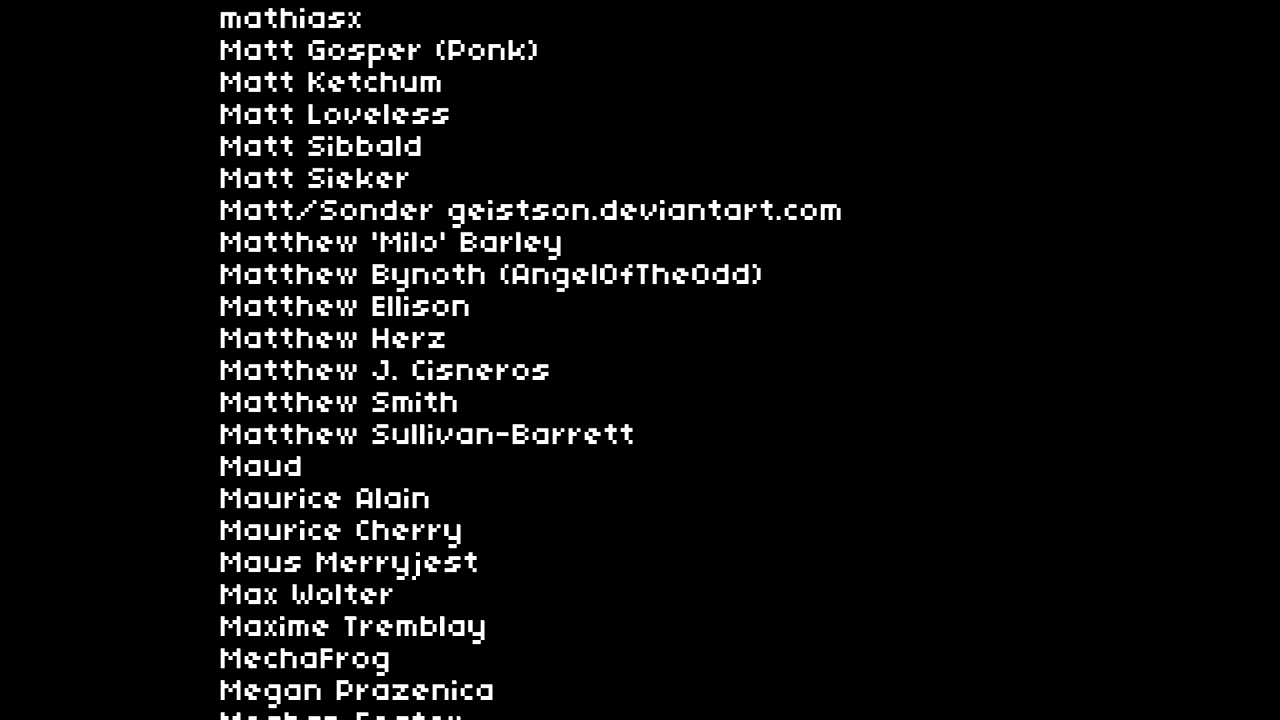 mathiasx
Matt Gosper (Ponk)
Matt Ketchum
Matt Loveless
Matt Sibbald
Matt Sieker
Matt/Sonder geistson.deviantart.com
Matthew 'Milo' Barley
Matthew Bynoth (AngelOfTheOdd)
Matthew Ellison
Matthew Herz
Matthew J. Cisneros
Matthew Smith
Matthew Sullivan-Barrett
Maud
Maurice Alain
Maurice Cherry
Maus Merryjest
Max Wolter
Maxime Tremblay
MechaFrog
Megan Prazenica